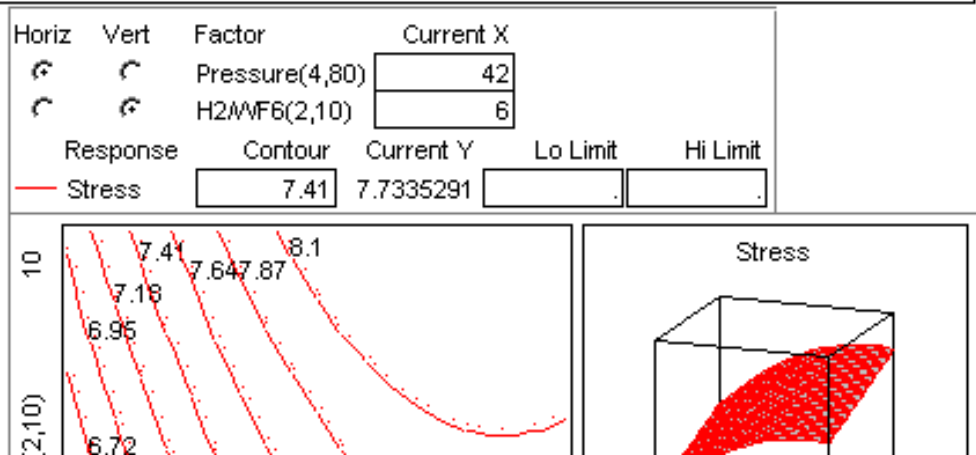 Horiz Vert Factor Current X
Pressure(4,80) 42
H2/WF6(2,10) 6
Response Contour Current Y Lo Limit Hi Limit
Stress 7.41 7.7335291 . .
10
2,10)
7.41
7.64
7.87
8.1
7.18
6.95
6.72
Stress